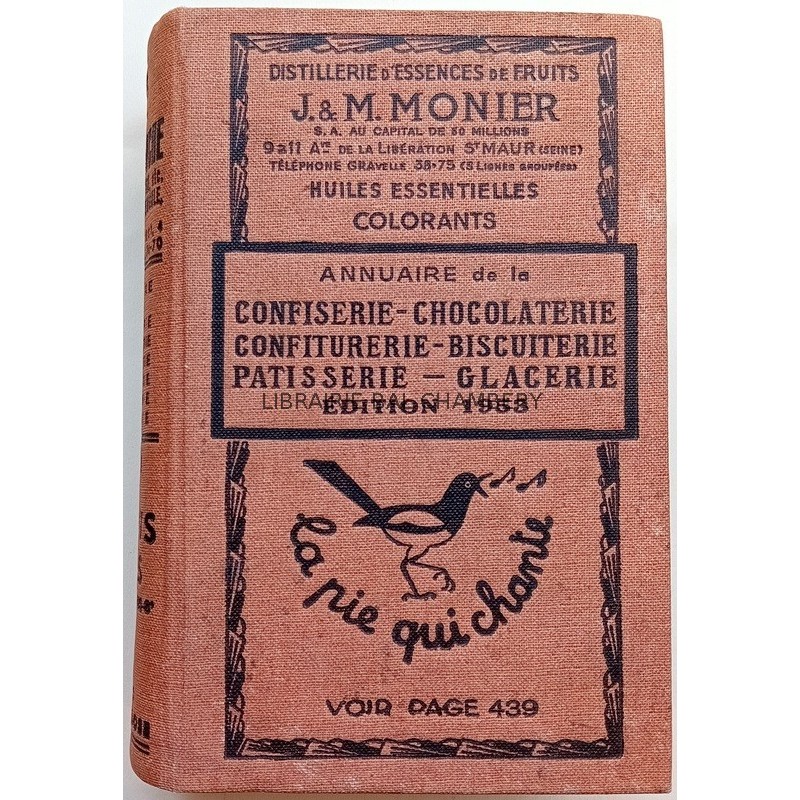 DISTILLERIE D'ESSENCES DE FRUITS
J. & M. MONIER
S.A. AU CAPITAL DE 50 MILLIONS
9 à 11 Aᵛᵉ DE LA LIBÉRATION Sᵗ MAUR (SEINE)
TÉLÉPHONE GRAVELLE 38-75 (5 LIGNES GROUPÉES)
HUILES ESSENTIELLES
COLORANTS
ANNUAIRE de la
CONFISERIE-CHOCOLATERIE
CONFITURERIE-BISCUITERIE
PATISSERIE — GLACERIE
LIBRAIRIE BAL CHAMBERY
EDITION 1953
la pie qui chante
VOIR PAGE 439